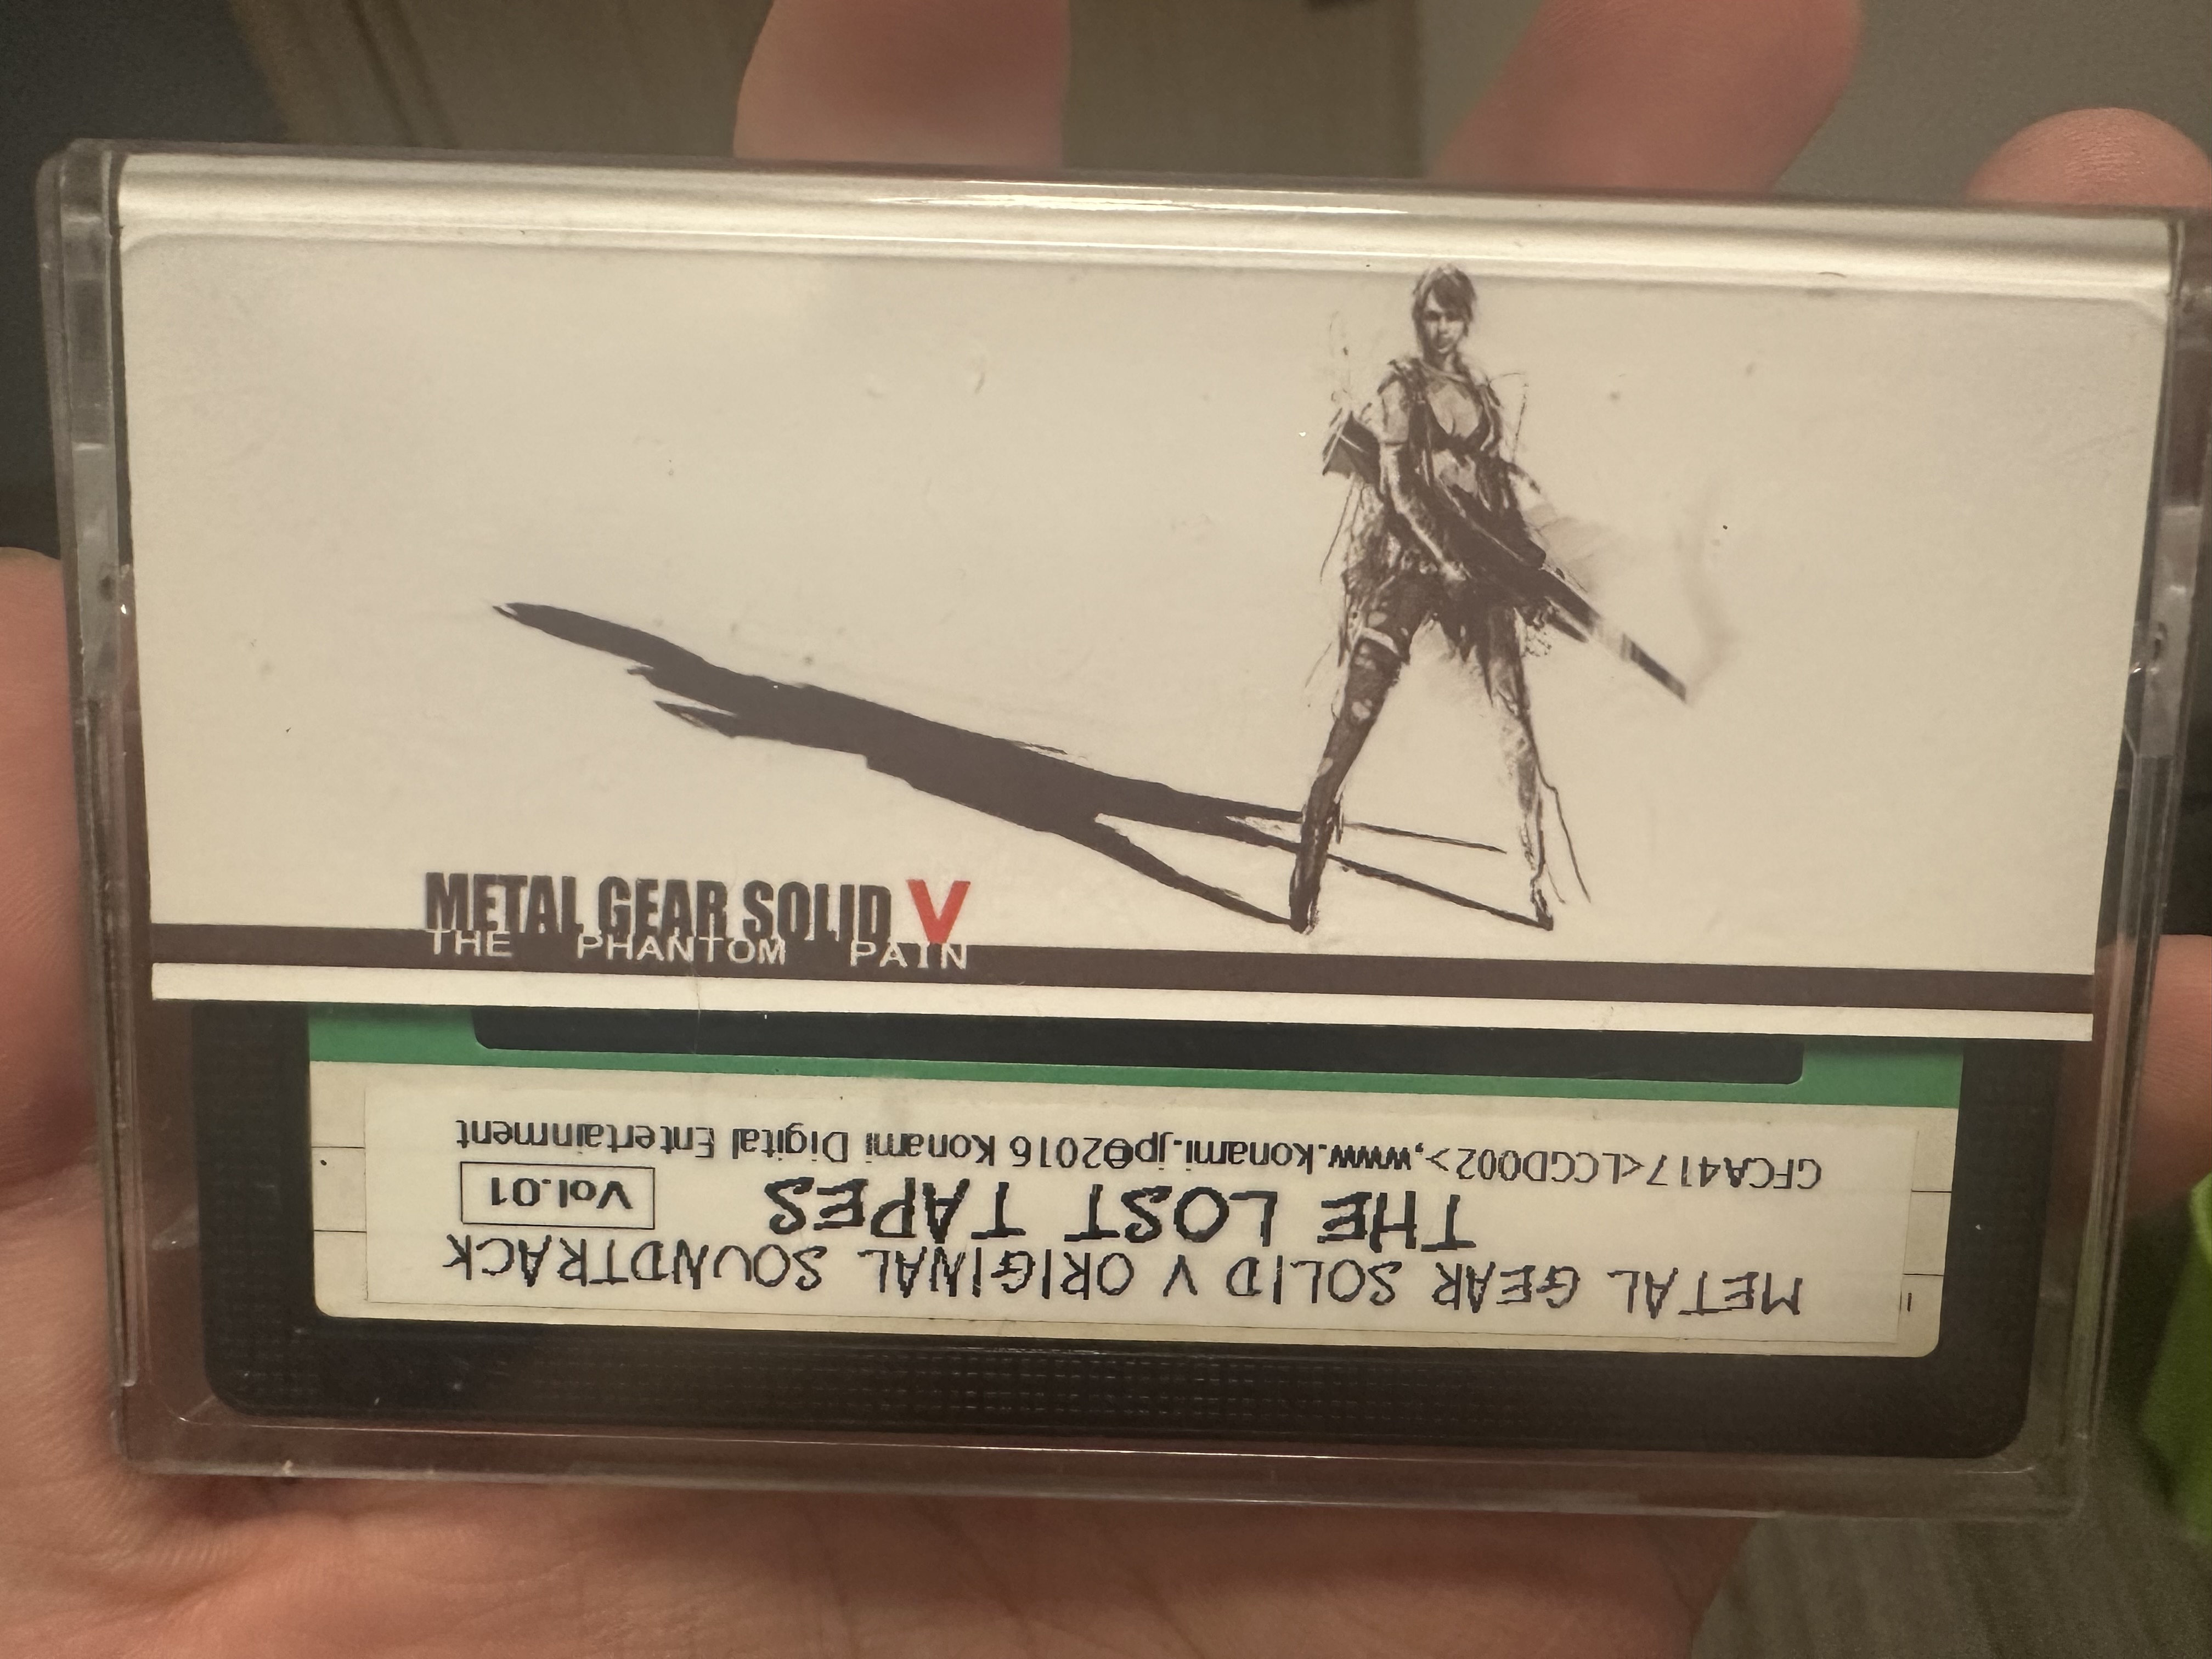 METAL GEAR SOLID V
THE PHANTOM PAIN
METAL GEAR SOLID V ORIGINAL SOUNDTRACK
THE LOST TAPES
Vol.01
GFCA417<LCGD002>,www.konami.jp℗2016 Konami Digital Entertainment